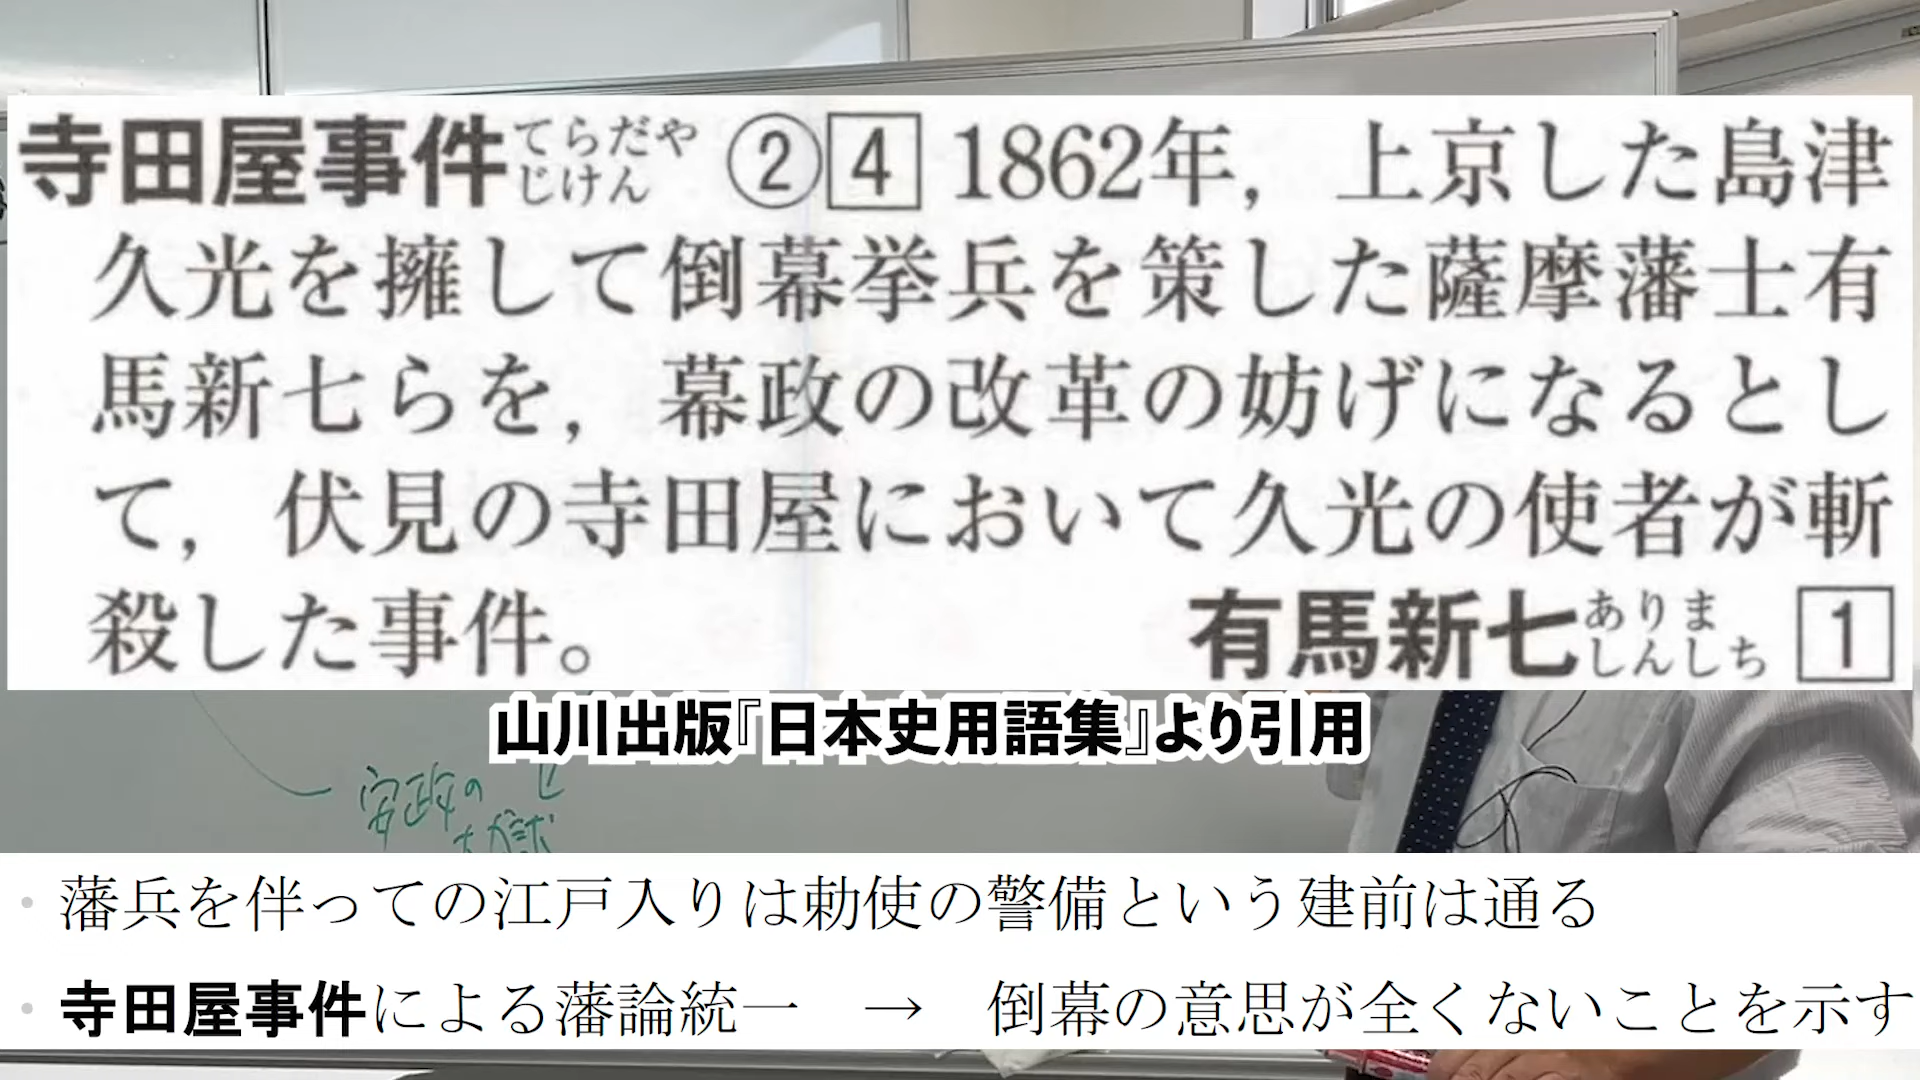 寺田屋事件てらだやじけん ②4 1862年，上京した島津
久光を擁して倒幕挙兵を策した薩摩藩士有
馬新七らを，幕政の改革の妨げになるとし
て，伏見の寺田屋において久光の使者が斬
殺した事件。 有馬新七ありましんしち 1
山川出版『日本史用語集』より引用
安政の
大獄
・藩兵を伴っての江戸入りは勅使の警備という建前は通る
・寺田屋事件による藩論統一 → 倒幕の意思が全くないことを示す